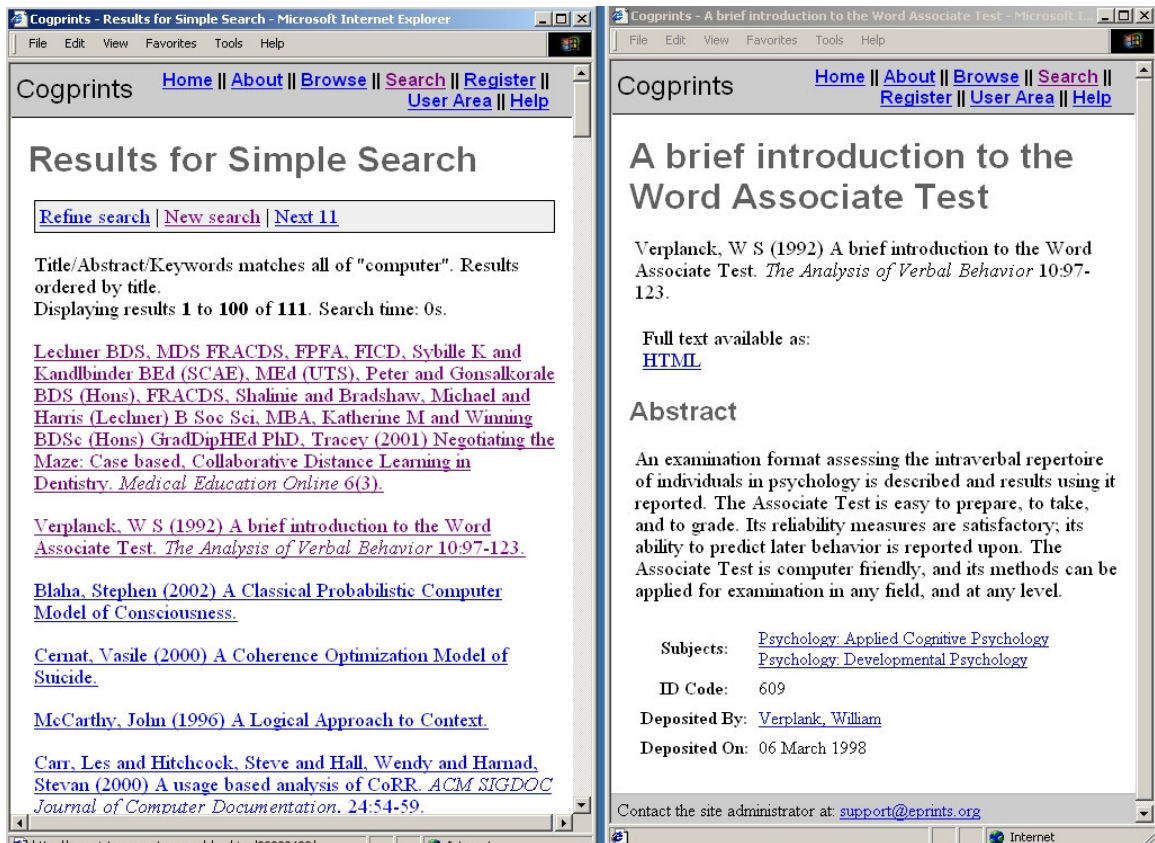 Cogprints - Results for Simple Search - Microsoft Internet Explorer
File Edit View Favorites Tools Help
Cogprints
Home || About || Browse || Search || Register ||
User Area || Help
Results for Simple Search
Refine search | New search | Next 11
Title/Abstract/Keywords matches all of "computer". Results
ordered by title.
Displaying results 1 to 100 of 111. Search time: 0s.
Lechner BDS, MDS FRACDS, FPFA, FICD, Sybille K and
Kandlbinder BEd (SCAE), MEd (UTS), Peter and Gonsalkorale
BDS (Hons), FRACDS, Shalinie and Bradshaw, Michael and
Harris (Lechner) B Soc Sci, MBA, Katherine M and Winning
BDSc (Hons) GradDipHEd PhD, Tracey (2001) Negotiating the
Maze: Case based, Collaborative Distance Learning in
Dentistry. Medical Education Online 6(3).
Verplanck, W S (1992) A brief introduction to the Word
Associate Test. The Analysis of Verbal Behavior 10:97-123.
Blaha, Stephen (2002) A Classical Probabilistic Computer
Model of Consciousness.
Cernat, Vasile (2000) A Coherence Optimization Model of
Suicide.
McCarthy, John (1996) A Logical Approach to Context.
Carr, Les and Hitchcock, Steve and Hall, Wendy and Harnad,
Stevan (2000) A usage based analysis of CoRR. ACM SIGDOC
Journal of Computer Documentation. 24:54-59.
Cogprints - A brief introduction to the Word Associate Test - Microsoft I...
File Edit View Favorites Tools Help
Cogprints
Home || About || Browse || Search ||
Register || User Area || Help
A brief introduction to the
Word Associate Test
Verplanck, W S (1992) A brief introduction to the Word
Associate Test. The Analysis of Verbal Behavior 10:97-
123.
Full text available as:
HTML
Abstract
An examination format assessing the intraverbal repertoire
of individuals in psychology is described and results using it
reported. The Associate Test is easy to prepare, to take,
and to grade. Its reliability measures are satisfactory; its
ability to predict later behavior is reported upon. The
Associate Test is computer friendly, and its methods can be
applied for examination in any field, and at any level.
Subjects: Psychology: Applied Cognitive Psychology
Psychology: Developmental Psychology
ID Code: 609
Deposited By: Verplank, William
Deposited On: 06 March 1998
Contact the site administrator at: support@eprints.org
Internet